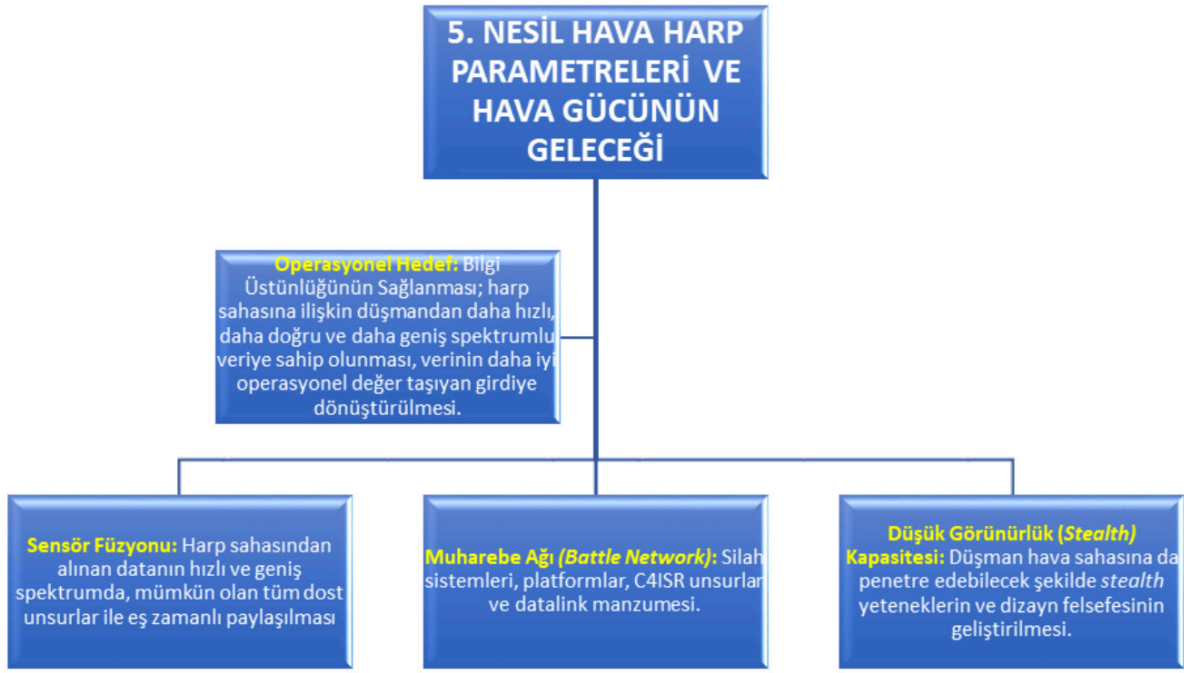 5. NESİL HAVA HARP
PARAMETRELERİ VE
HAVA GÜCÜNÜN
GELECEĞİ
Operasyonel Hedef: Bilgi
Üstünlüğünün Sağlanması; harp
sahasına ilişkin düşmandan daha hızlı,
daha doğru ve daha geniş spektrumlu
veriye sahip olunması, verinin daha iyi
operasyonel değer taşıyan girdiye
dönüştürülmesi.
Sensör Füzyonu: Harp sahasından
alınan datanın hızlı ve geniş
spektrumda, mümkün olan tüm dost
unsurlar ile eş zamanlı paylaşılması
Muharebe Ağı (Battle Network): Silah
sistemleri, platformlar, C4ISR unsurlar
ve datalink manzumesi.
Düşük Görünürlük (Stealth)
Kapasitesi: Düşman hava sahasına da
penetre edebilecek şekilde stealth
yeteneklerin ve dizayn felsefesinin
geliştirilmesi.